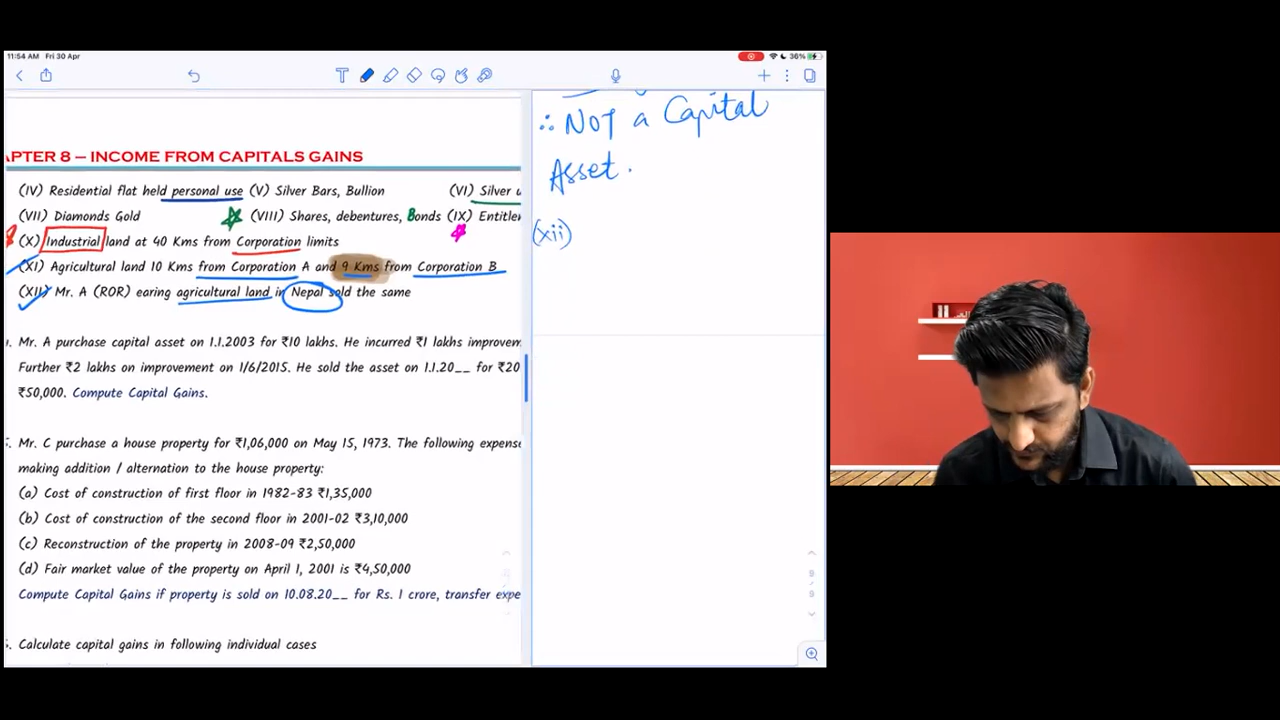 11:54 AM Fri 30 Apr
36%
APTER 8 – INCOME FROM CAPITALS GAINS
(IV) Residential flat held personal use (V) Silver Bars, Bullion (VI) Silver u
(VII) Diamonds Gold (VIII) Shares, debentures, Bonds (IX) Entitler
(X) Industrial land at 40 Kms from Corporation limits
(XI) Agricultural land 10 Kms from Corporation A and 9 Kms from Corporation B
(XII) Mr. A (ROR) earing agricultural land in Nepal sold the same
Mr. A purchase capital asset on 1.1.2003 for ₹10 lakhs. He incurred ₹1 lakhs improvem
Further ₹2 lakhs on improvement on 1/6/2015. He sold the asset on 1.1.20__ for ₹20
₹50,000. Compute Capital Gains.
Mr. C purchase a house property for ₹1,06,000 on May 15, 1973. The following expense
making addition / alternation to the house property:
(a) Cost of construction of first floor in 1982-83 ₹1,35,000
(b) Cost of construction of the second floor in 2001-02 ₹3,10,000
(c) Reconstruction of the property in 2008-09 ₹2,50,000
(d) Fair market value of the property on April 1, 2001 is ₹4,50,000
Compute Capital Gains if property is sold on 10.08.20__ for Rs. 1 crore, transfer expe
Calculate capital gains in following individual cases
∴ NOT a Capital
Asset.
(xii)
9
9